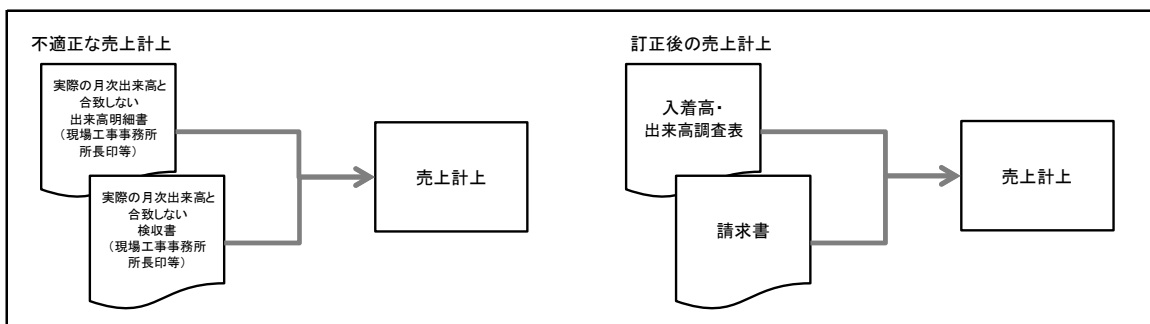 不適正な売上計上
実際の月次出来高と
合致しない
出来高明細書
（現場工事事務所
所長印等）
実際の月次出来高と
合致しない
検収書
（現場工事事務所
所長印等）
売上計上
訂正後の売上計上
入着高・
出来高調査表
請求書
売上計上